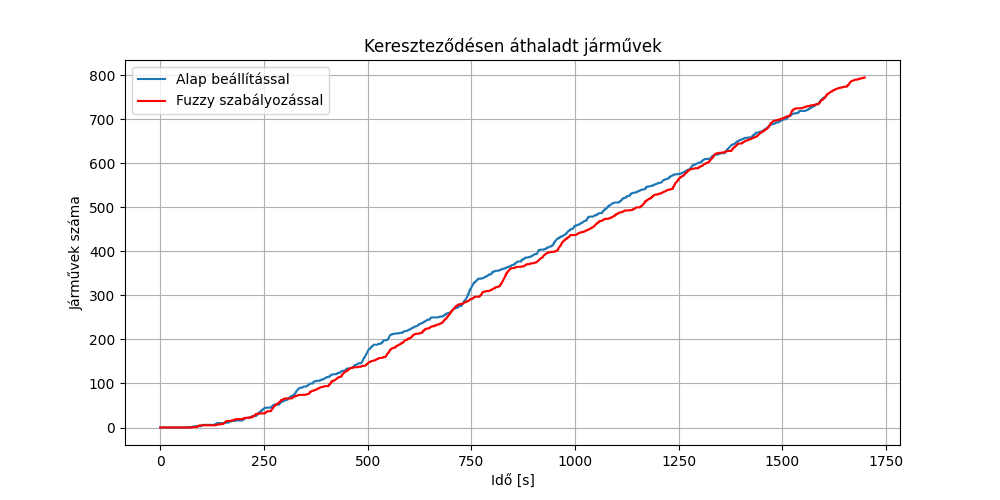 Kereszteződésen áthaladt járművek
Alap beállítással
Fuzzy szabályozással
Járművek száma
800
700
600
500
400
300
200
100
0
0 250 500 750 1000 1250 1500 1750
Idő [s]